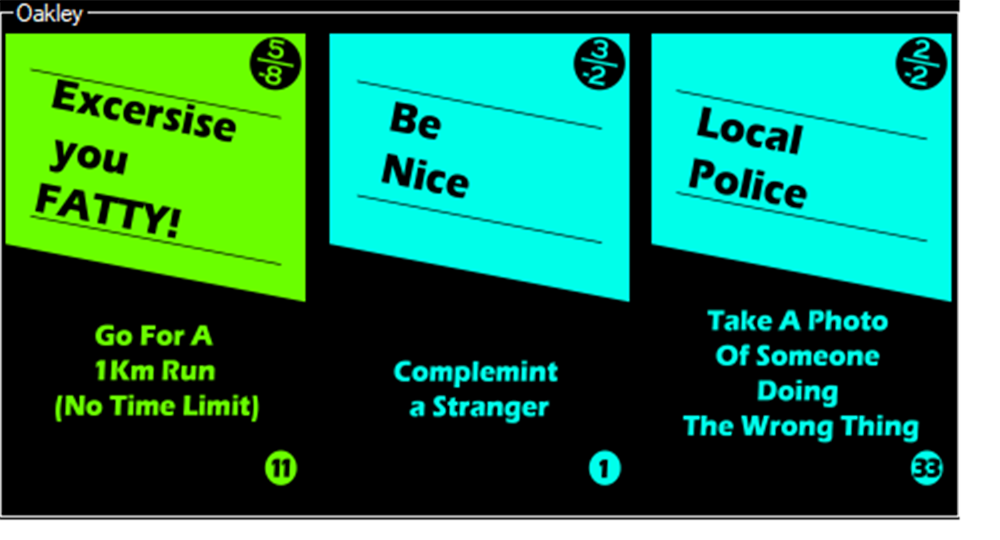 Oakley
5
-8
Excersise
you
FATTY!
Go For A
1Km Run
(No Time Limit)
11
3
-2
Be
Nice
Complemint
a Stranger
1
2
-2
Local
Police
Take A Photo
Of Someone
Doing
The Wrong Thing
33